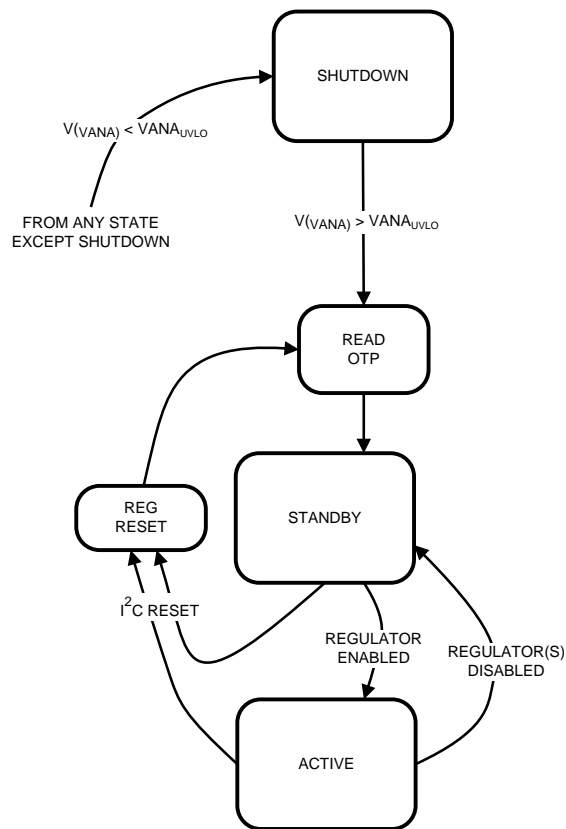 SHUTDOWN
V(VANA) < VANAUVLO
FROM ANY STATE
EXCEPT SHUTDOWN
V(VANA) > VANAUVLO
READ
OTP
REG
RESET
STANDBY
I2C RESET
REGULATOR
ENABLED
REGULATOR(S)
DISABLED
ACTIVE